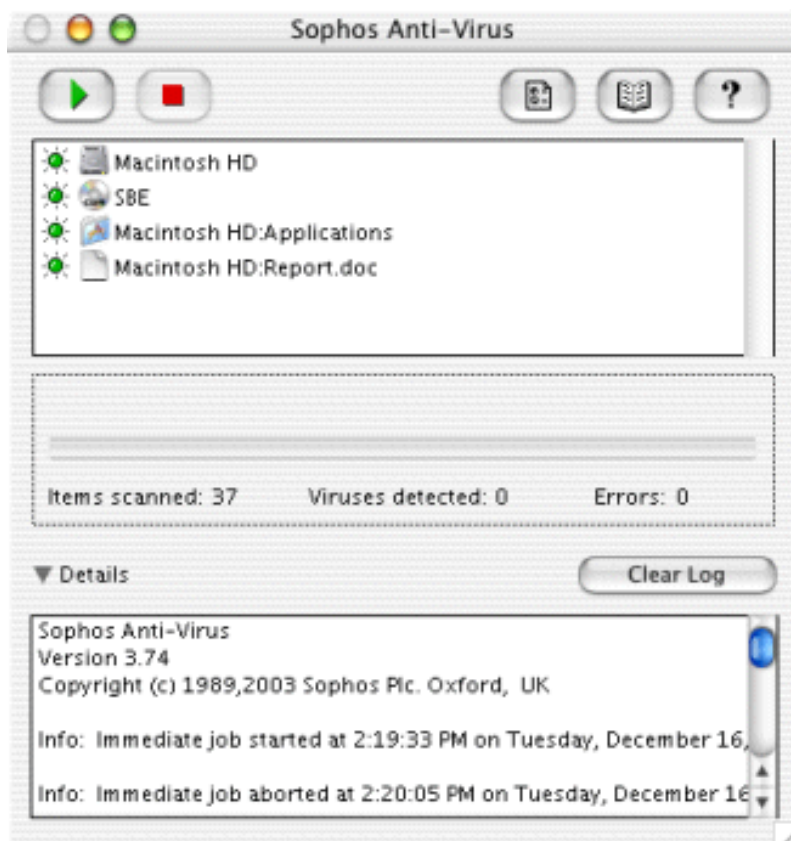 Sophos Anti-Virus
?
Macintosh HD
SBE
Macintosh HD:Applications
Macintosh HD:Report.doc
Items scanned: 37 Viruses detected: 0 Errors: 0
Details Clear Log
Sophos Anti-Virus
Version 3.74
Copyright (c) 1989,2003 Sophos Plc. Oxford, UK
Info: Immediate job started at 2:19:33 PM on Tuesday, December 16,
Info: Immediate job aborted at 2:20:05 PM on Tuesday, December 16